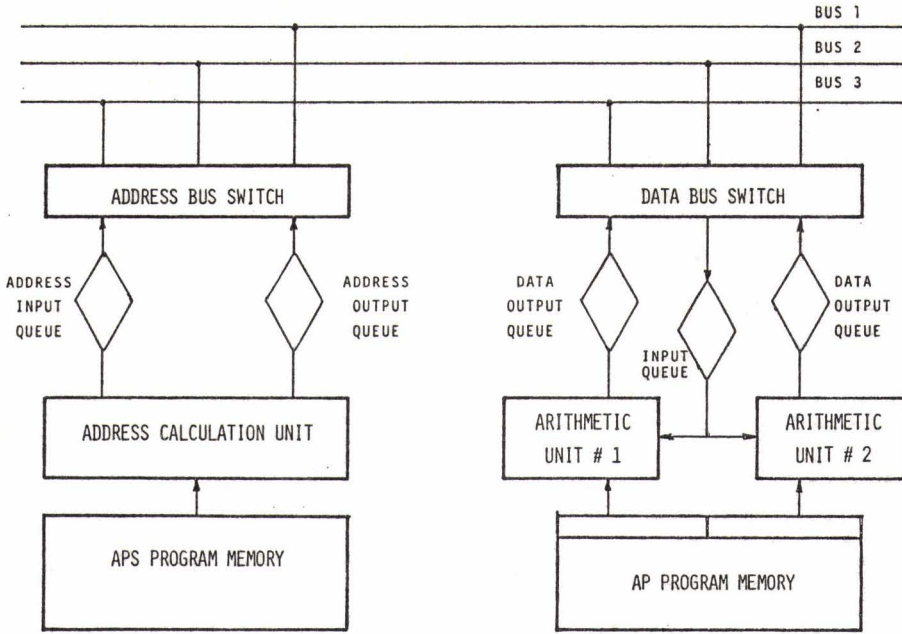 BUS 1
BUS 2
BUS 3
ADDRESS BUS SWITCH
DATA BUS SWITCH
ADDRESS
INPUT
QUEUE
ADDRESS
OUTPUT
QUEUE
DATA
OUTPUT
QUEUE
INPUT
QUEUE
DATA
OUTPUT
QUEUE
ADDRESS CALCULATION UNIT
ARITHMETIC
UNIT # 1
ARITHMETIC
UNIT # 2
APS PROGRAM MEMORY
AP PROGRAM MEMORY